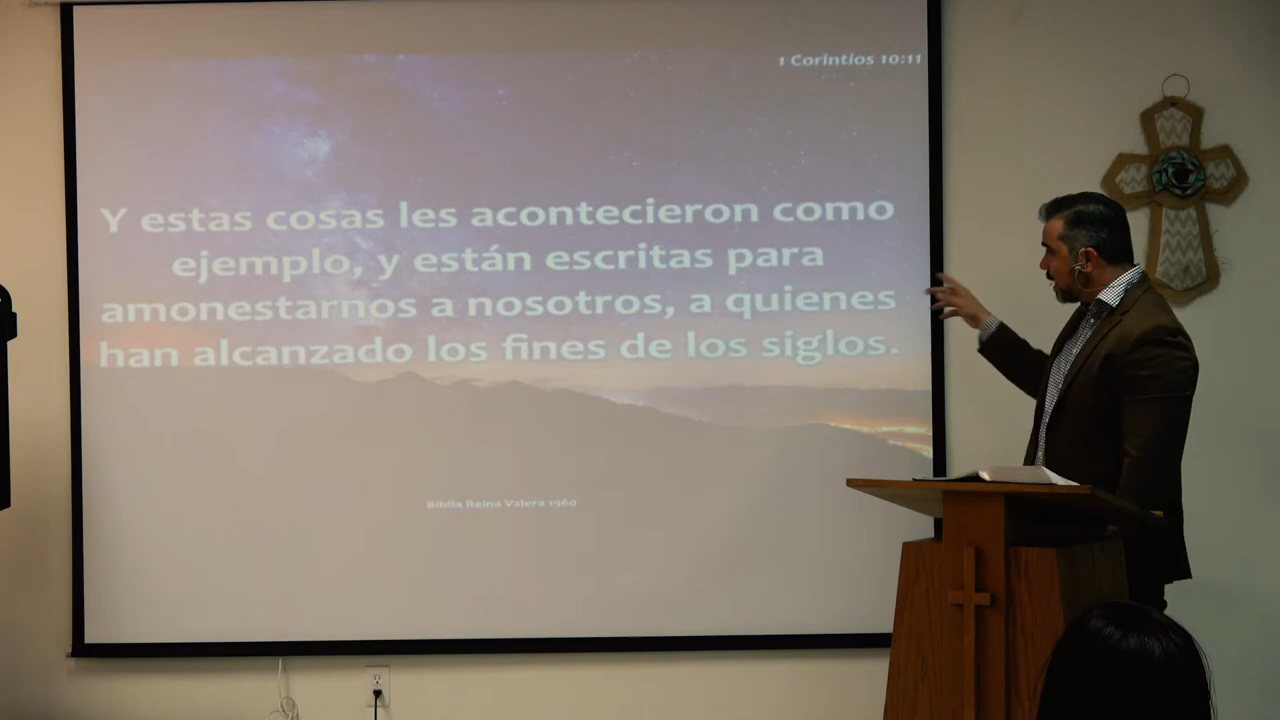 1 Corintios 10:11
Y estas cosas les acontecieron como
ejemplo, y están escritas para
amonestarnos a nosotros, a quienes
han alcanzado los fines de los siglos.
Biblia Reina Valera 1960